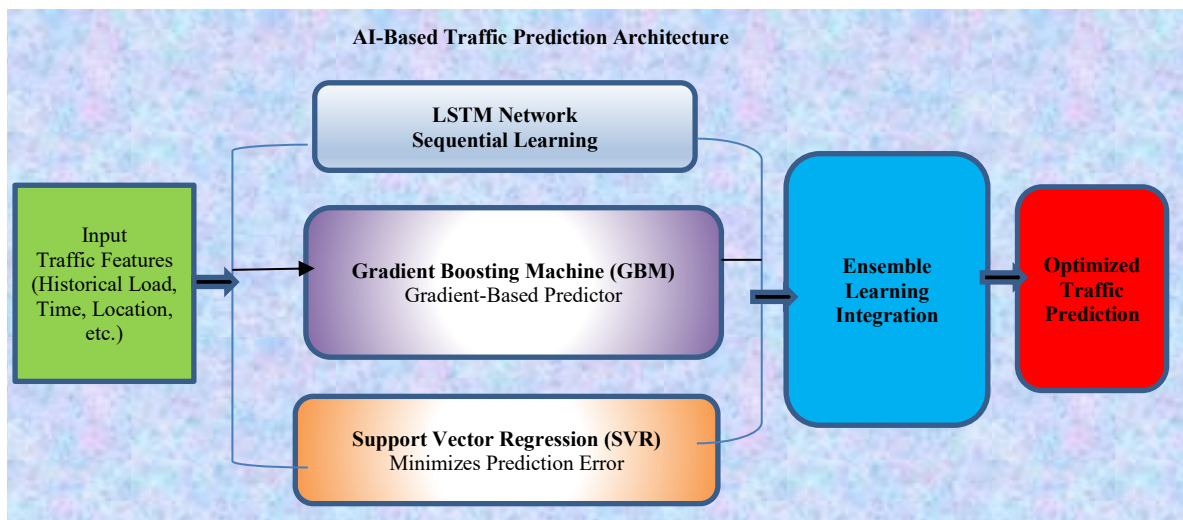 AI-Based Traffic Prediction Architecture
LSTM Network
Sequential Learning
Input
Traffic Features
(Historical Load,
Time, Location,
etc.)
Gradient Boosting Machine (GBM)
Gradient-Based Predictor
Support Vector Regression (SVR)
Minimizes Prediction Error
Ensemble
Learning
Integration
Optimized
Traffic
Prediction